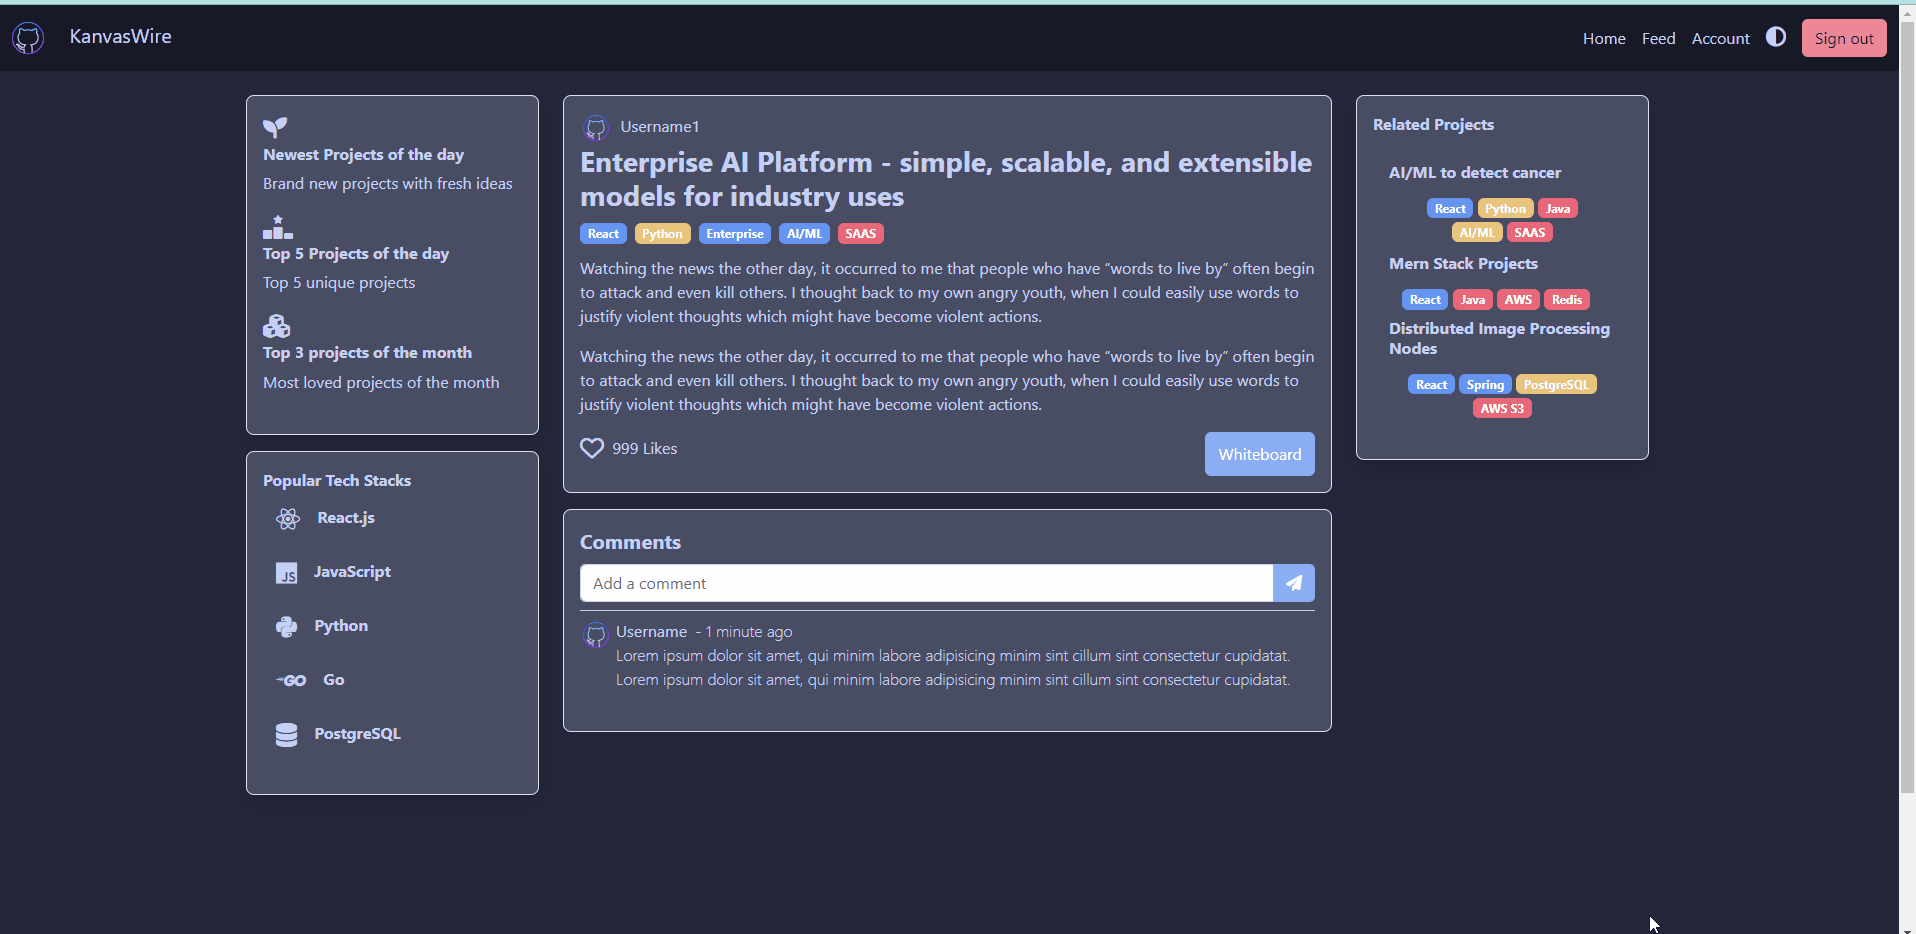 KanvasWire
Home Feed Account Sign out
Newest Projects of the day
Brand new projects with fresh ideas
Top 5 Projects of the day
Top 5 unique projects
Top 3 projects of the month
Most loved projects of the month
Popular Tech Stacks
React.js
JS JavaScript
Python
GO Go
PostgreSQL
Username1
Enterprise AI Platform - simple, scalable, and extensible
models for industry uses
React Python Enterprise AI/ML SAAS
Watching the news the other day, it occurred to me that people who have “words to live by” often begin
to attack and even kill others. I thought back to my own angry youth, when I could easily use words to
justify violent thoughts which might have become violent actions.
Watching the news the other day, it occurred to me that people who have “words to live by” often begin
to attack and even kill others. I thought back to my own angry youth, when I could easily use words to
justify violent thoughts which might have become violent actions.
999 Likes
Whiteboard
Comments
Add a comment
Username - 1 minute ago
Lorem ipsum dolor sit amet, qui minim labore adipisicing minim sint cillum sint consectetur cupidatat.
Lorem ipsum dolor sit amet, qui minim labore adipisicing minim sint cillum sint consectetur cupidatat.
Related Projects
AI/ML to detect cancer
React Python Java
AI/ML SAAS
Mern Stack Projects
React Java AWS Redis
Distributed Image Processing
Nodes
React Spring PostgreSQL
AWS S3